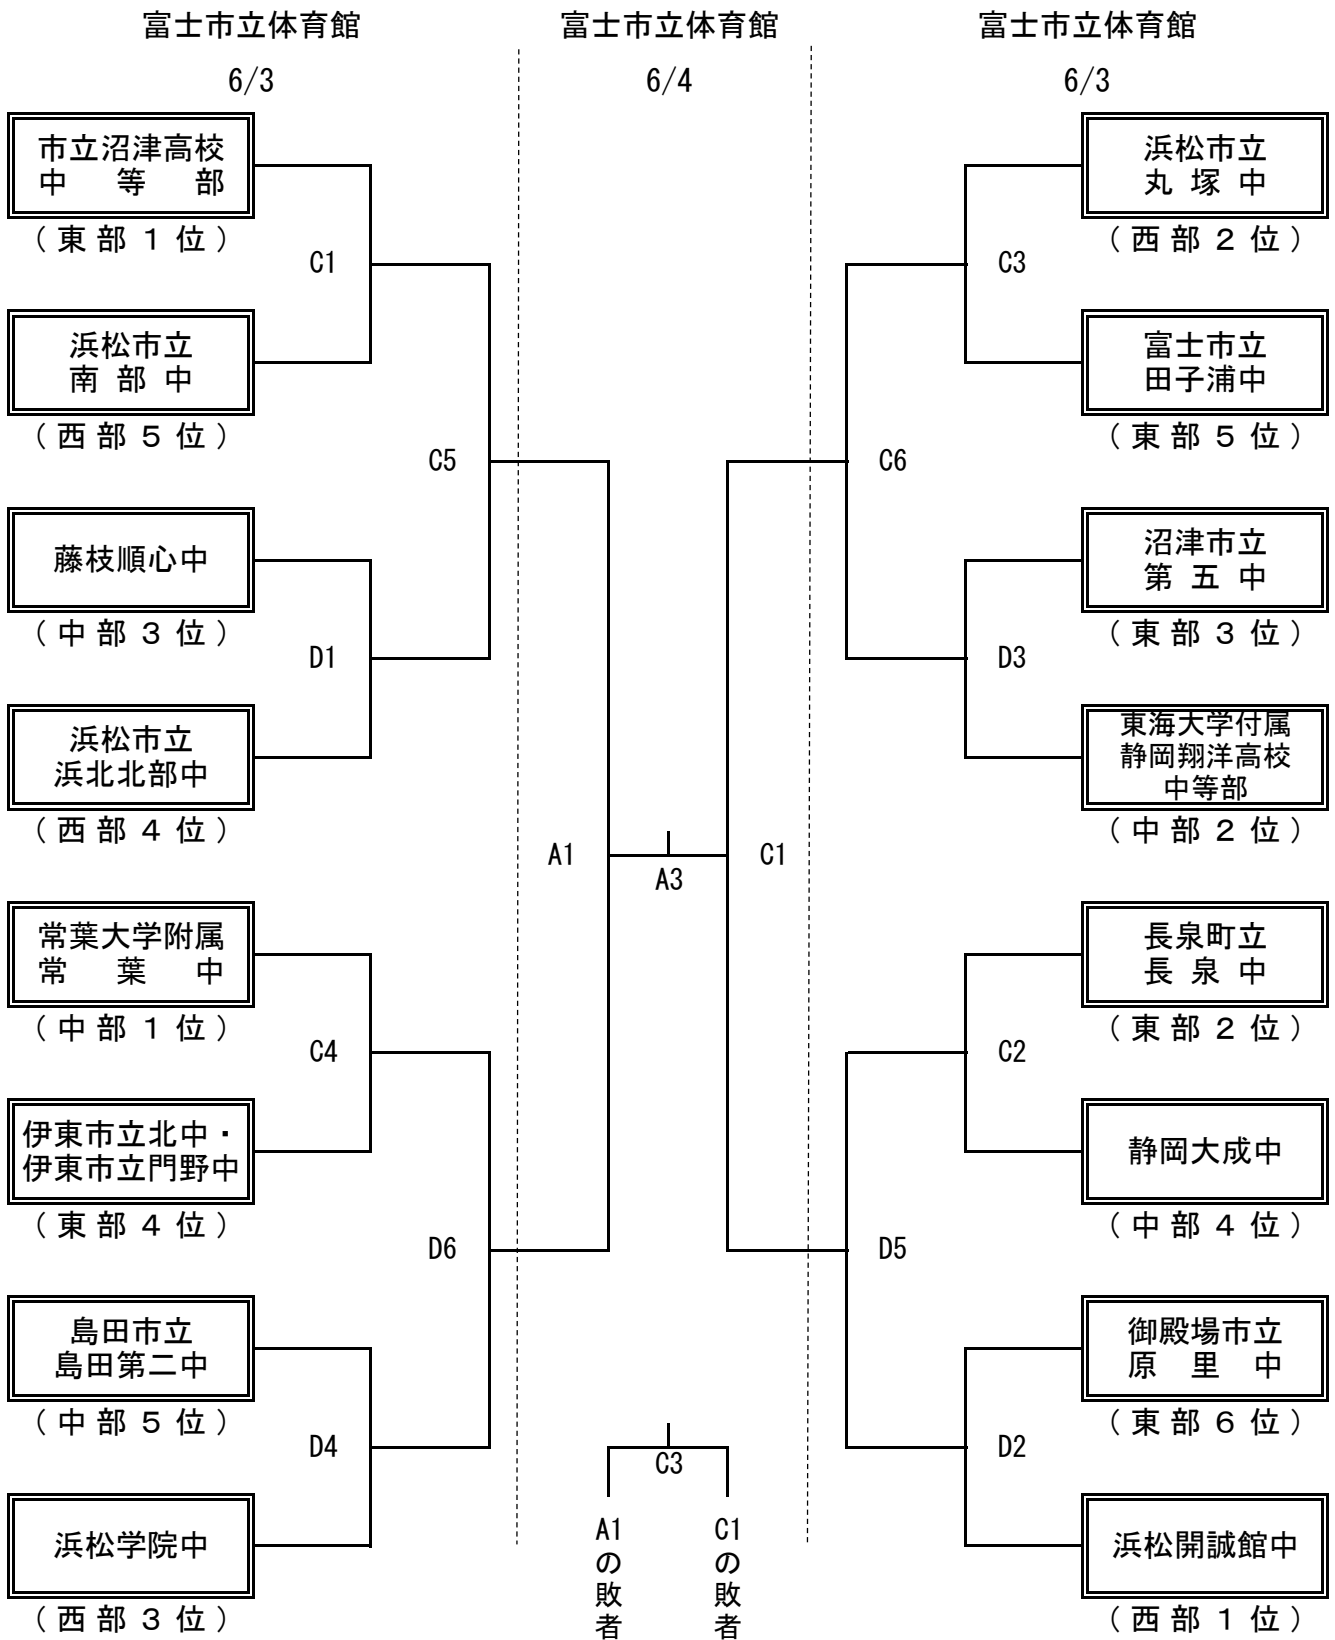 富士市立体育館
6/3
富士市立体育館
6/4
富士市立体育館
6/3
市立沼津高校
中等部
(東部1位)
C1
浜松市立
南部中
(西部5位)
C5
藤枝順心中
(中部3位)
D1
浜松市立
浜北北部中
(西部4位)
常葉大学附属
常葉中
(中部1位)
C4
伊東市立北中・
伊東市立門野中
(東部4位)
D6
島田市立
島田第二中
(中部5位)
D4
浜松学院中
(西部3位)
A1
A3
C1
C3
A1の敗者
C1の敗者
浜松市立
丸塚中
(西部2位)
C3
富士市立
田子浦中
(東部5位)
C6
沼津市立
第五中
(東部3位)
D3
東海大学付属
静岡翔洋高校
中等部
(中部2位)
長泉町立
長泉中
(東部2位)
C2
静岡大成中
(中部4位)
D5
御殿場市立
原里中
(東部6位)
D2
浜松開誠館中
(西部1位)